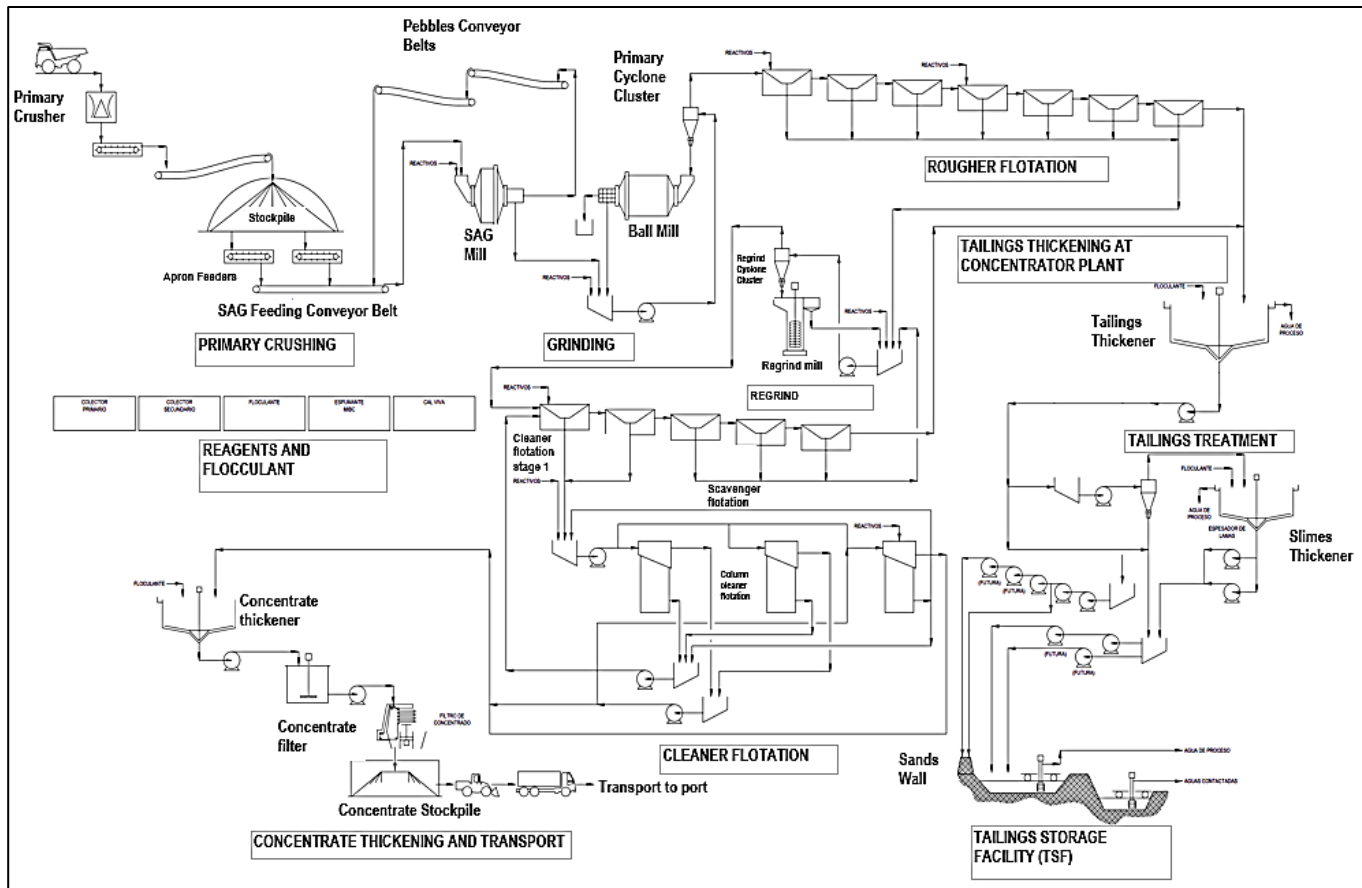 Pebbles Conveyor
Belts
Primary
Crusher
Primary
Cyclone
Cluster
REACTIVOS
REACTIVOS
ROUGHER FLOTATION
Stockpile
Apron Feeders
SAG Feeding Conveyor Belt
PRIMARY CRUSHING
REACTIVOS
SAG
Mill
Ball Mill
REACTIVOS
GRINDING
Regrind
Cyclone
Cluster
REACTIVOS
Regrind mill
REGRIND
TAILINGS THICKENING AT
CONCENTRATOR PLANT
FLOCULANTE
Tailings
Thickener
AGUA DE
PROCESO
COLECTOR
PRIMARIO
COLECTOR
SECUNDARIO
FLOCULANTE
ESPUMANTE
MIBC
CAL VIVA
REAGENTS AND
FLOCCULANT
REACTIVOS
Cleaner
flotation
stage 1
REACTIVOS
Scavenger
flotation
REACTIVOS
Column
cleaner
flotation
CLEANER FLOTATION
TAILINGS TREATMENT
FLOCULANTE
AGUA DE
PROCESO
ESPESADOR DE
LAMAS
Slimes
Thickener
(FUTURA)
(FUTURA)
(FUTURA)
(FUTURA)
FLOCULANTE
Concentrate
thickener
Concentrate
filter
FILTRO DE
CONCENTRADO
Concentrate Stockpile
Transport to port
CONCENTRATE THICKENING AND TRANSPORT
Sands
Wall
AGUA DE PROCESO
AGUAS CONTACTADAS
TAILINGS STORAGE
FACILITY (TSF)